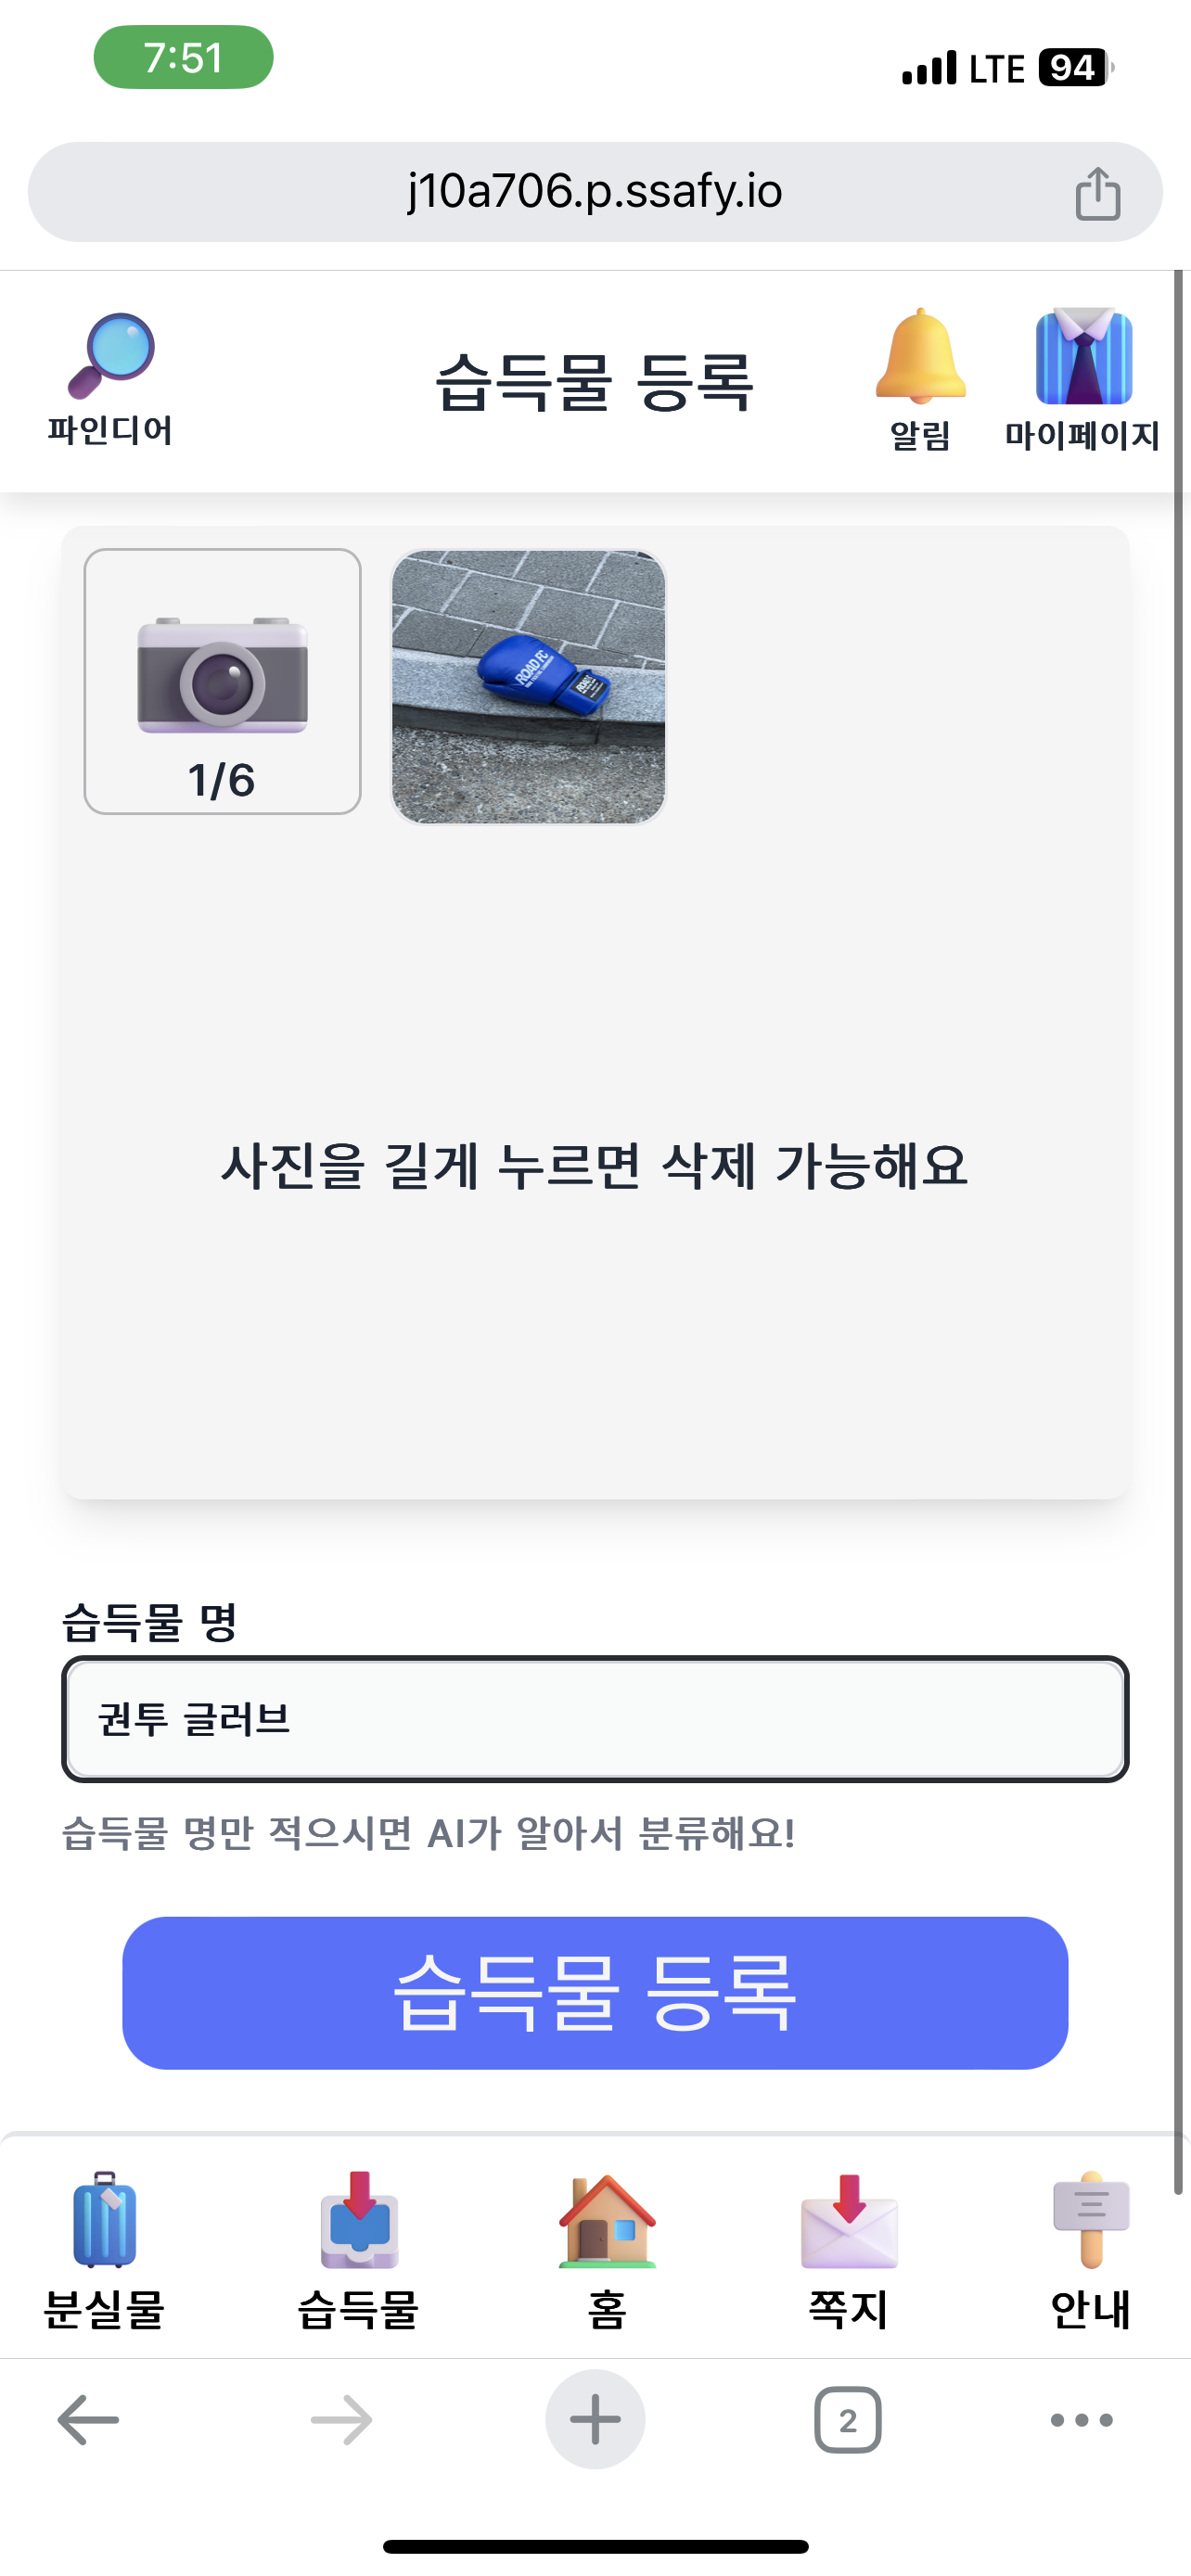 7:51
LTE 94
j10a706.p.ssafy.io
파인디어
습득물 등록
알림
마이페이지
1/6
ROAD FC
사진을 길게 누르면 삭제 가능해요
습득물 명
권투 글러브
습득물 명만 적으시면 AI가 알아서 분류해요!
습득물 등록
분실물
습득물
홈
쪽지
안내
2